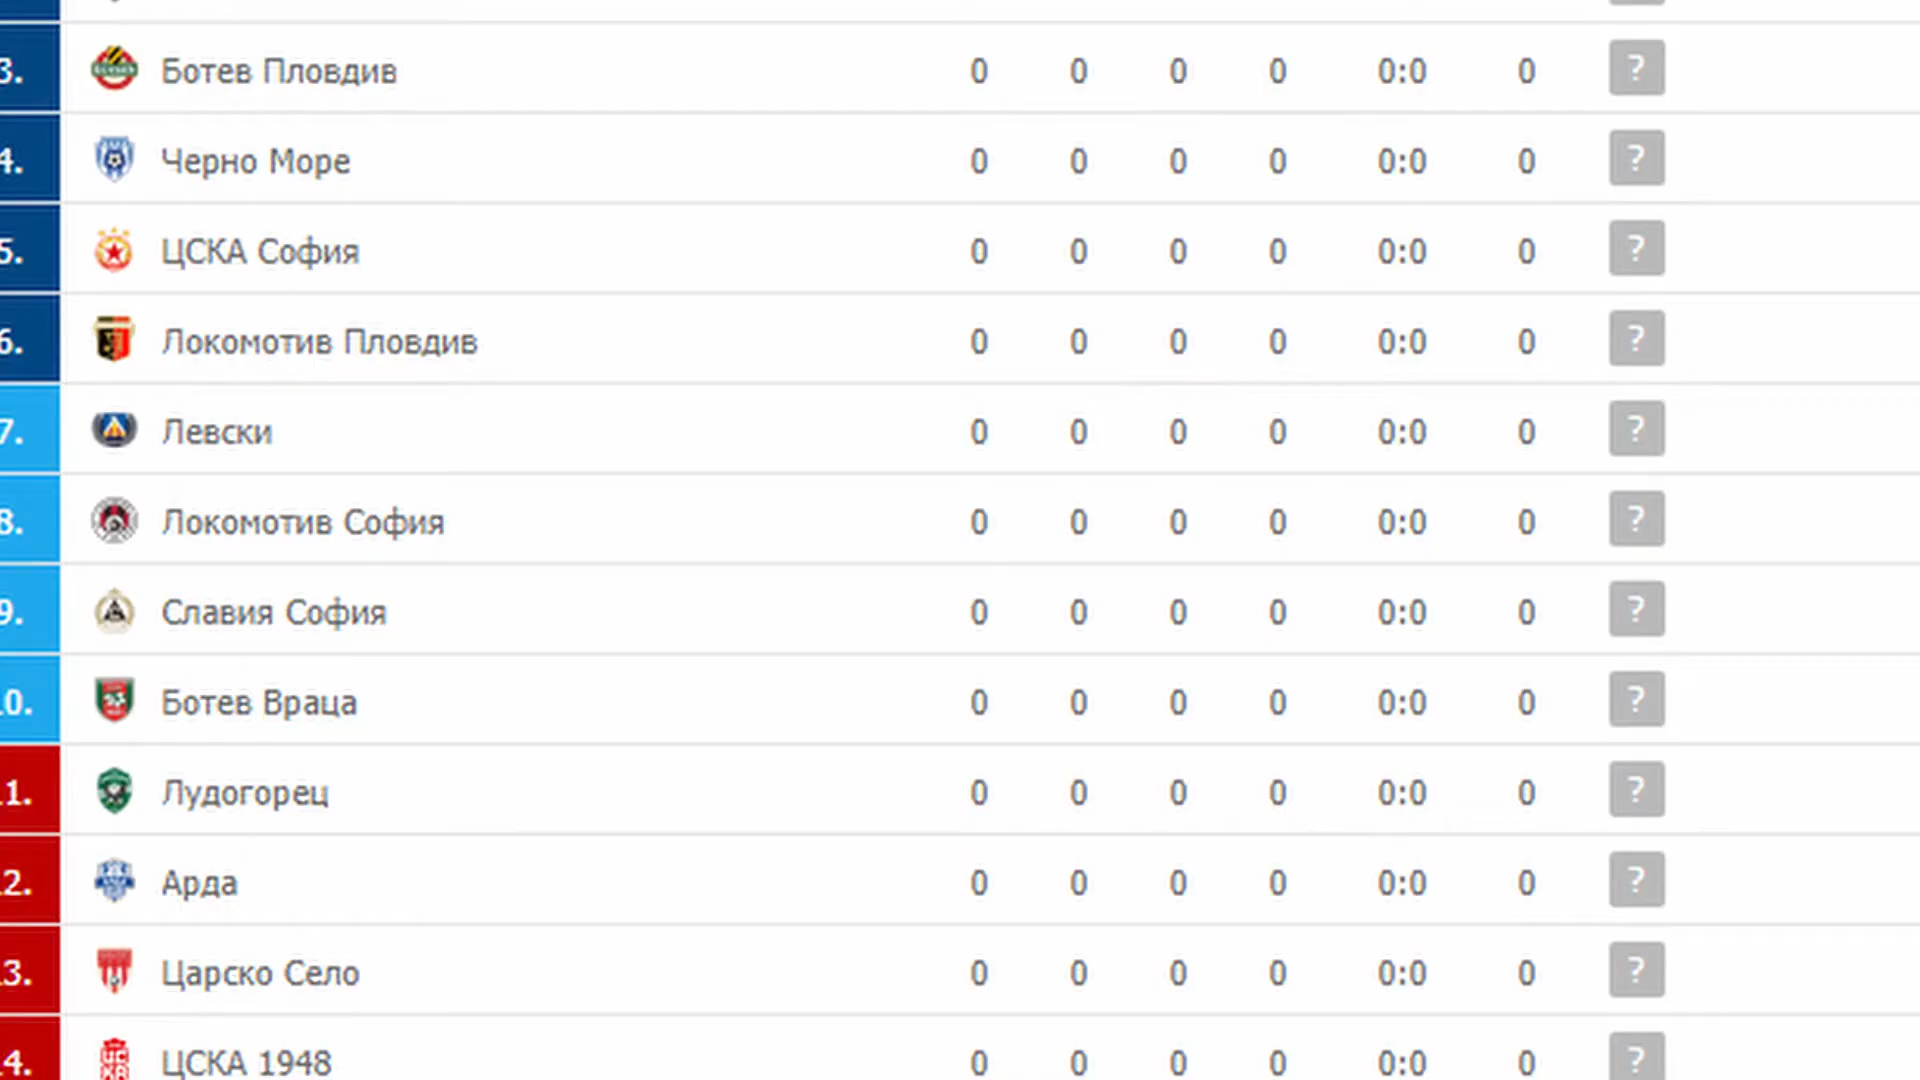 3. Ботев Пловдив 0 0 0 0 0:0 0 ?
4. Черно Море 0 0 0 0 0:0 0 ?
5. ЦСКА София 0 0 0 0 0:0 0 ?
6. Локомотив Пловдив 0 0 0 0 0:0 0 ?
7. Левски 0 0 0 0 0:0 0 ?
8. Локомотив София 0 0 0 0 0:0 0 ?
9. Славия София 0 0 0 0 0:0 0 ?
10. Ботев Враца 0 0 0 0 0:0 0 ?
11. Лудогорец 0 0 0 0 0:0 0 ?
12. Арда 0 0 0 0 0:0 0 ?
13. Царско Село 0 0 0 0 0:0 0 ?
14. ЦСКА 1948 0 0 0 0 0:0 0 ?